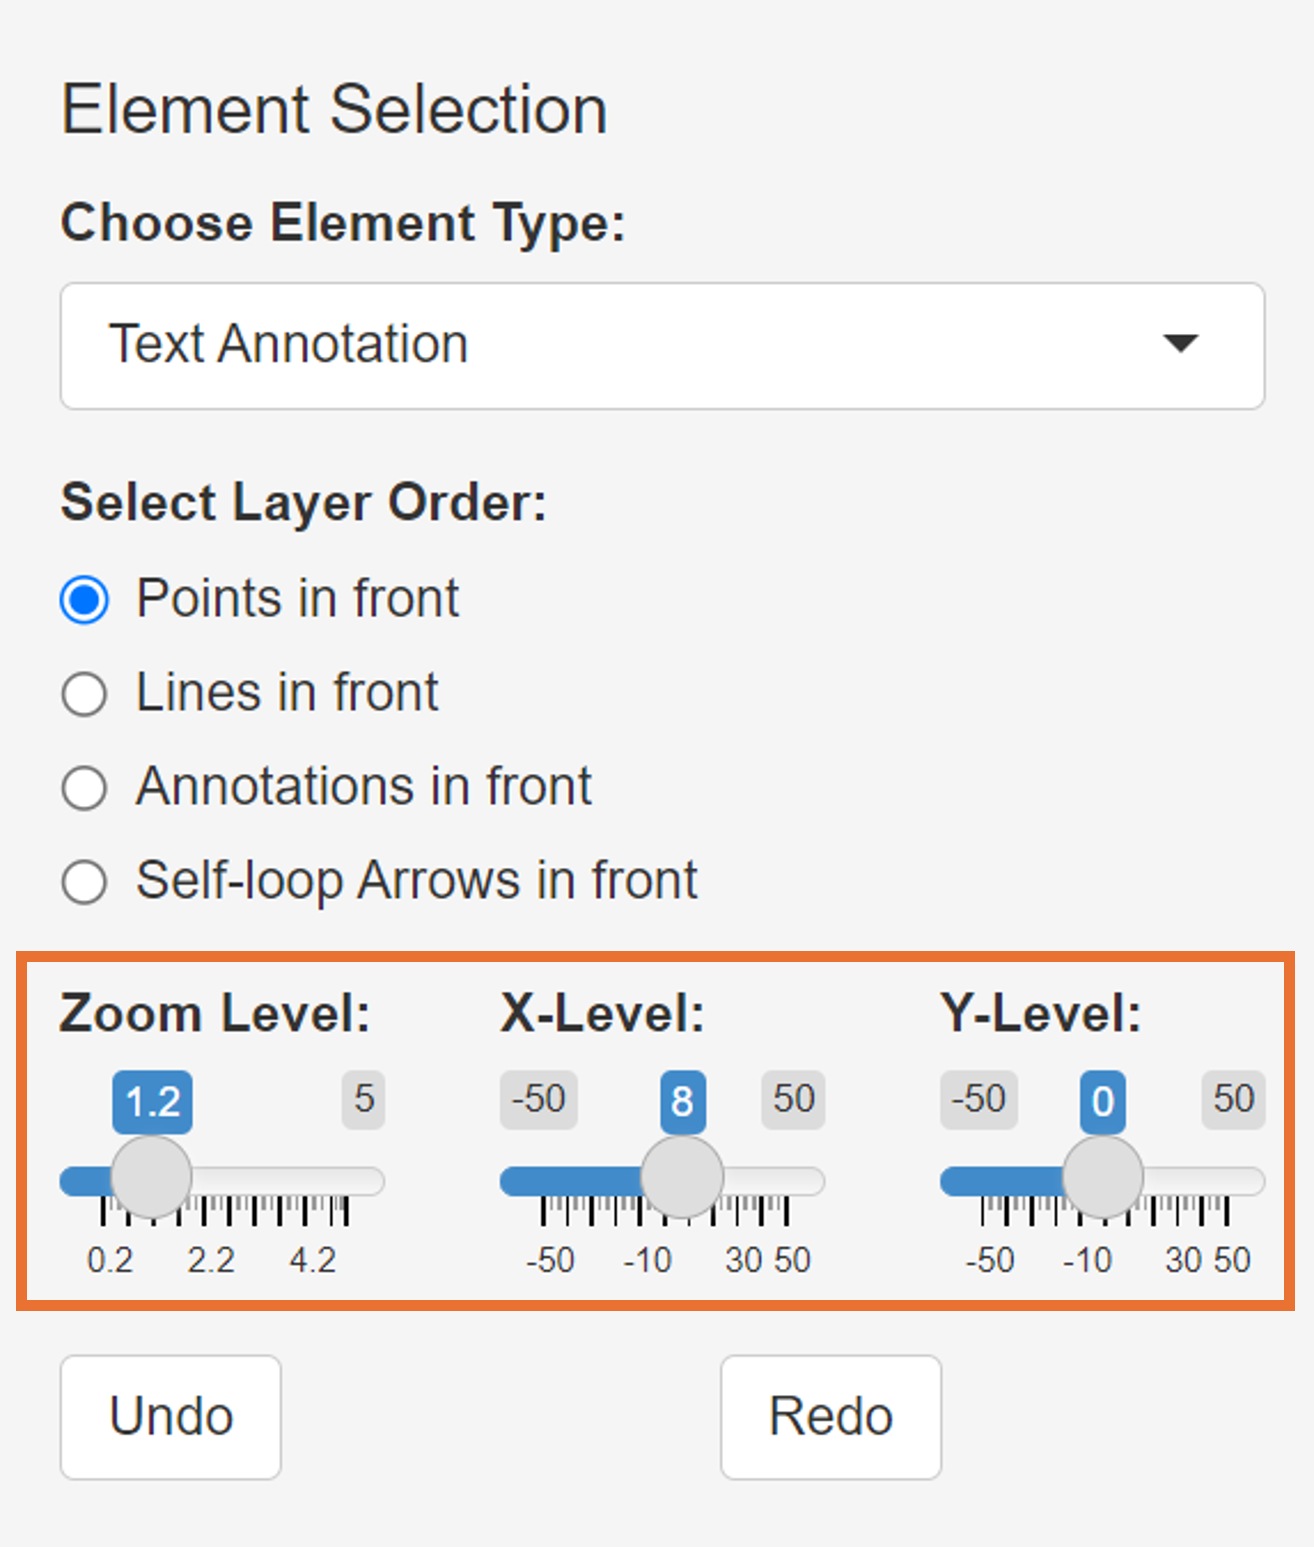 Element Selection
Choose Element Type:
Text Annotation
Select Layer Order:
Points in front
Lines in front
Annotations in front
Self-loop Arrows in front
Zoom Level: X-Level: Y-Level:
1.2 5 -50 8 50 -50 0 50
0.2 2.2 4.2 -50 -10 30 50 -50 -10 30 50
Undo Redo